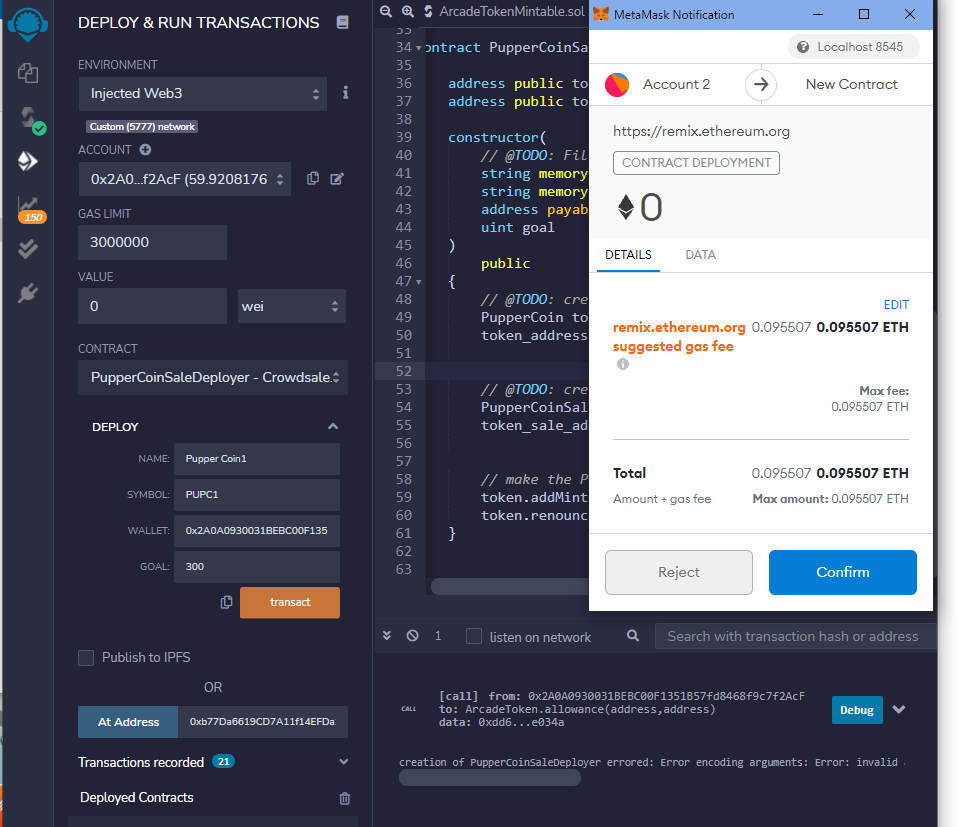 DEPLOY & RUN TRANSACTIONS
ENVIRONMENT
Injected Web3
Custom (5777) network
ACCOUNT
0x2A0...f2AcF (59.9208176
GAS LIMIT
3000000
VALUE
0
wei
CONTRACT
PupperCoinSaleDeployer - Crowdsale.
DEPLOY
NAME: Pupper Coin1
SYMBOL: PUPC1
WALLET: 0x2A0A0930031BEBC00F135
GOAL: 300
transact
Publish to IPFS
OR
At Address 0xb77Da6619CD7A11f14EFDa
Transactions recorded 21
Deployed Contracts
150
ArcadeTokenMintable.sol
33
34 ontract PupperCoinSa
35
36 address public to
37 address public to
38
39 constructor(
40 // @TODO: Fil
41 string memory
42 string memory
43 address payab
44 uint goal
45 )
46 public
47 {
48 // @TODO: cre
49 PupperCoin to
50 token_address
51
52
53 // @TODO: cre
54 PupperCoinSal
55 token_sale_ad
56
57
58 // make the P
59 token.addMint
60 token.renounc
61 }
62
63
MetaMask Notification
Localhost 8545
Account 2
New Contract
https://remix.ethereum.org
CONTRACT DEPLOYMENT
0
DETAILS
DATA
EDIT
remix.ethereum.org 0.095507 0.095507 ETH
suggested gas fee
Max fee:
0.095507 ETH
Total 0.095507 0.095507 ETH
Amount + gas fee Max amount: 0.095507 ETH
Reject
Confirm
1
listen on network
Search with transaction hash or address
[call] from: 0x2A0A0930031BEBC00F1351B57fd8468f9c7f2AcF
CALL to: ArcadeToken.allowance(address,address)
data: 0xdd6...e034a
Debug
creation of PupperCoinSaleDeployer errored: Error encoding arguments: Error: invalid